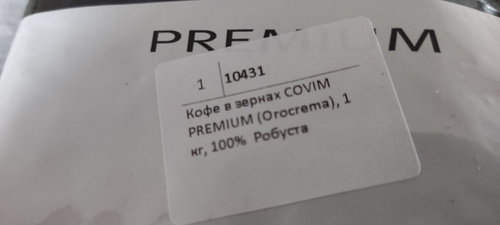 PREMIUM
1 10431
Кофе в зернах COVIM
PREMIUM (Orocrema), 1
кг, 100% Робуста